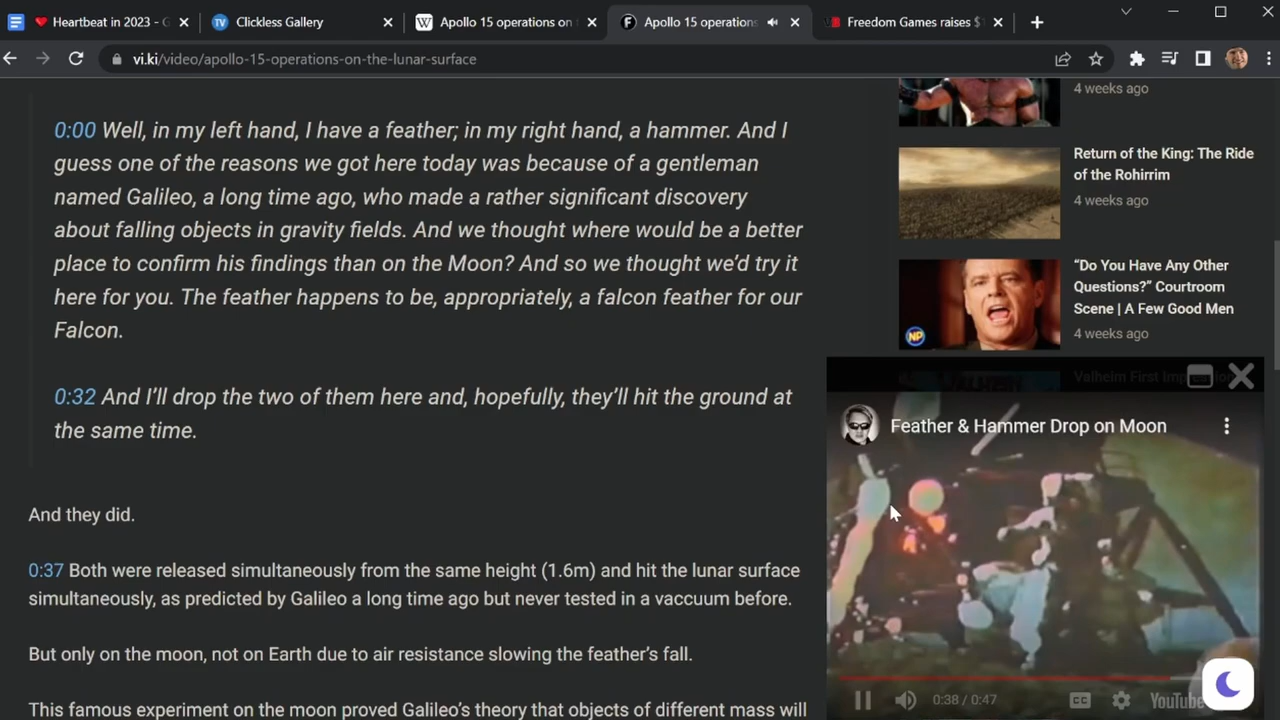 Heartbeat in 2023 - G
Clickless Gallery
Apollo 15 operations on t
Apollo 15 operations
Freedom Games raises $1
vi.ki/video/apollo-15-operations-on-the-lunar-surface
0:00 Well, in my left hand, I have a feather; in my right hand, a hammer. And I
guess one of the reasons we got here today was because of a gentleman
named Galileo, a long time ago, who made a rather significant discovery
about falling objects in gravity fields. And we thought where would be a better
place to confirm his findings than on the Moon? And so we thought we'd try it
here for you. The feather happens to be, appropriately, a falcon feather for our
Falcon.
0:32 And I'll drop the two of them here and, hopefully, they'll hit the ground at
the same time.
And they did.
0:37 Both were released simultaneously from the same height (1.6m) and hit the lunar surface
simultaneously, as predicted by Galileo a long time ago but never tested in a vaccuum before.
But only on the moon, not on Earth due to air resistance slowing the feather's fall.
This famous experiment on the moon proved Galileo's theory that objects of different mass will
4 weeks ago
Return of the King: The Ride
of the Rohirrim
4 weeks ago
"Do You Have Any Other
Questions?" Courtroom
Scene | A Few Good Men
4 weeks ago
NP
Valheim First Impression
Feather & Hammer Drop on Moon
0:38 / 0:47
CC
YouTube